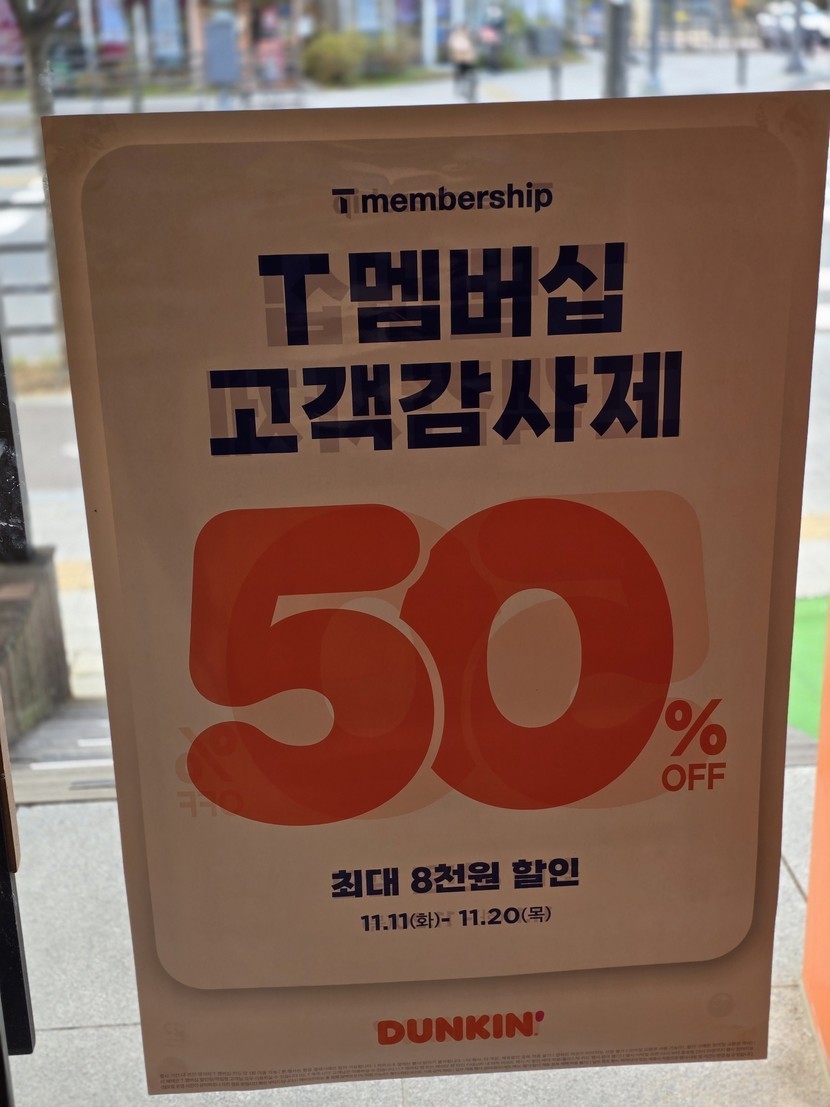 T membership
T 멤버십
고객감사제
50%
OFF
최대 8천원 할인
11.11(화)- 11.20(목)
DUNKIN'